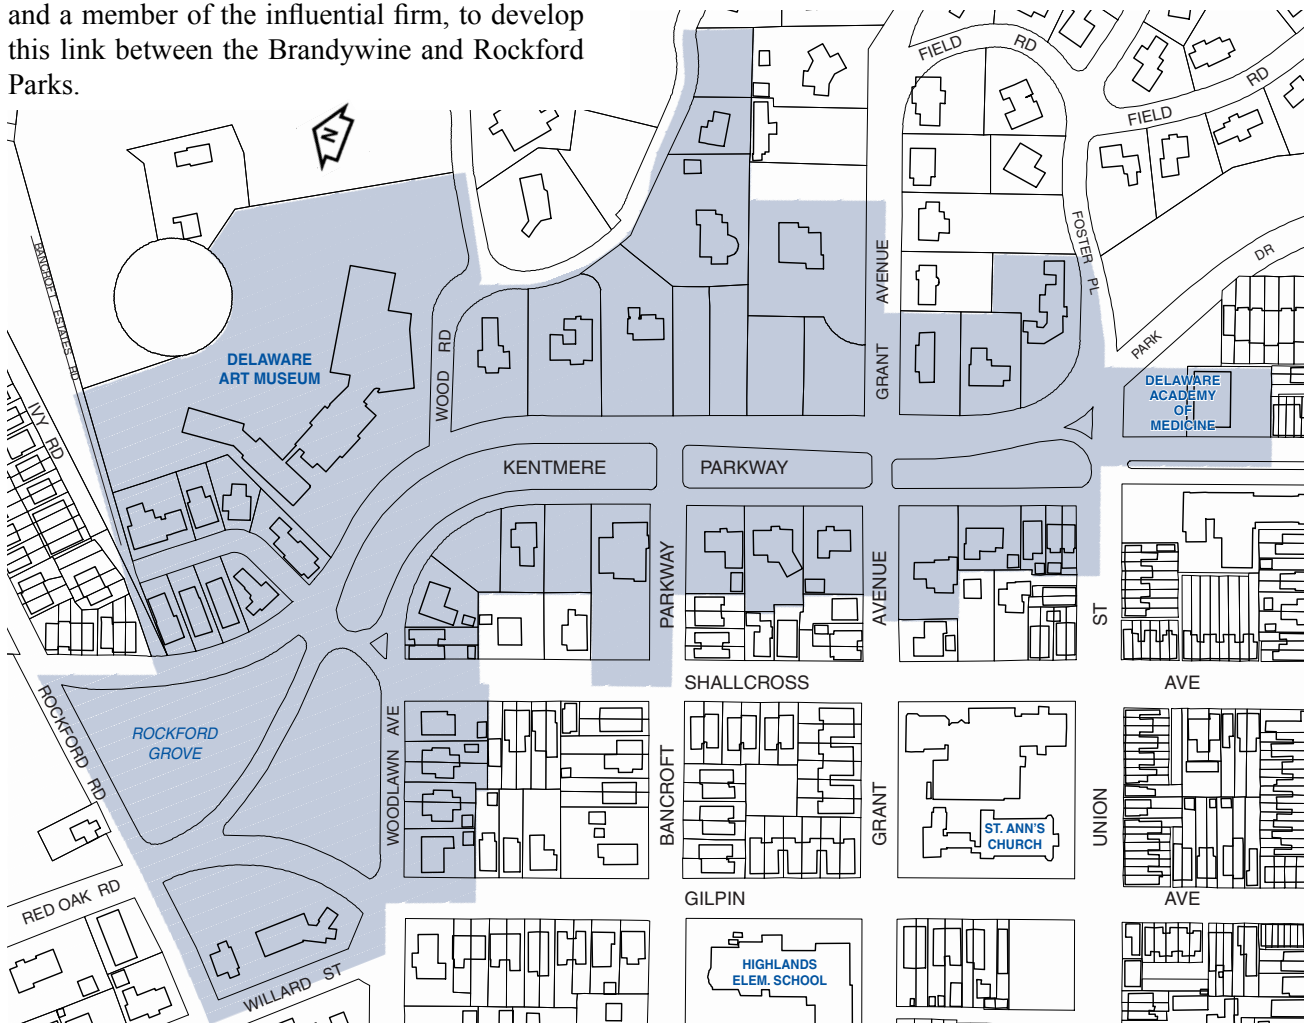 and a member of the influential firm, to develop
this link between the Brandywine and Rockford
Parks.
N
FIELD RD
FIELD RD
BANCROFT ESTATES RD
IVY RD
DELAWARE
ART MUSEUM
WOOD RD
GRANT AVENUE
FOSTER PL
PARK DR
DELAWARE
ACADEMY
OF
MEDICINE
KENTMERE PARKWAY
ROCKFORD RD
ROCKFORD
GROVE
WOODLAWN AVE
BANCROFT PARKWAY
GRANT AVENUE
UNION ST
SHALLCROSS AVE
ST. ANN'S
CHURCH
RED OAK RD
GILPIN AVE
WILLARD ST
HIGHLANDS
ELEM. SCHOOL